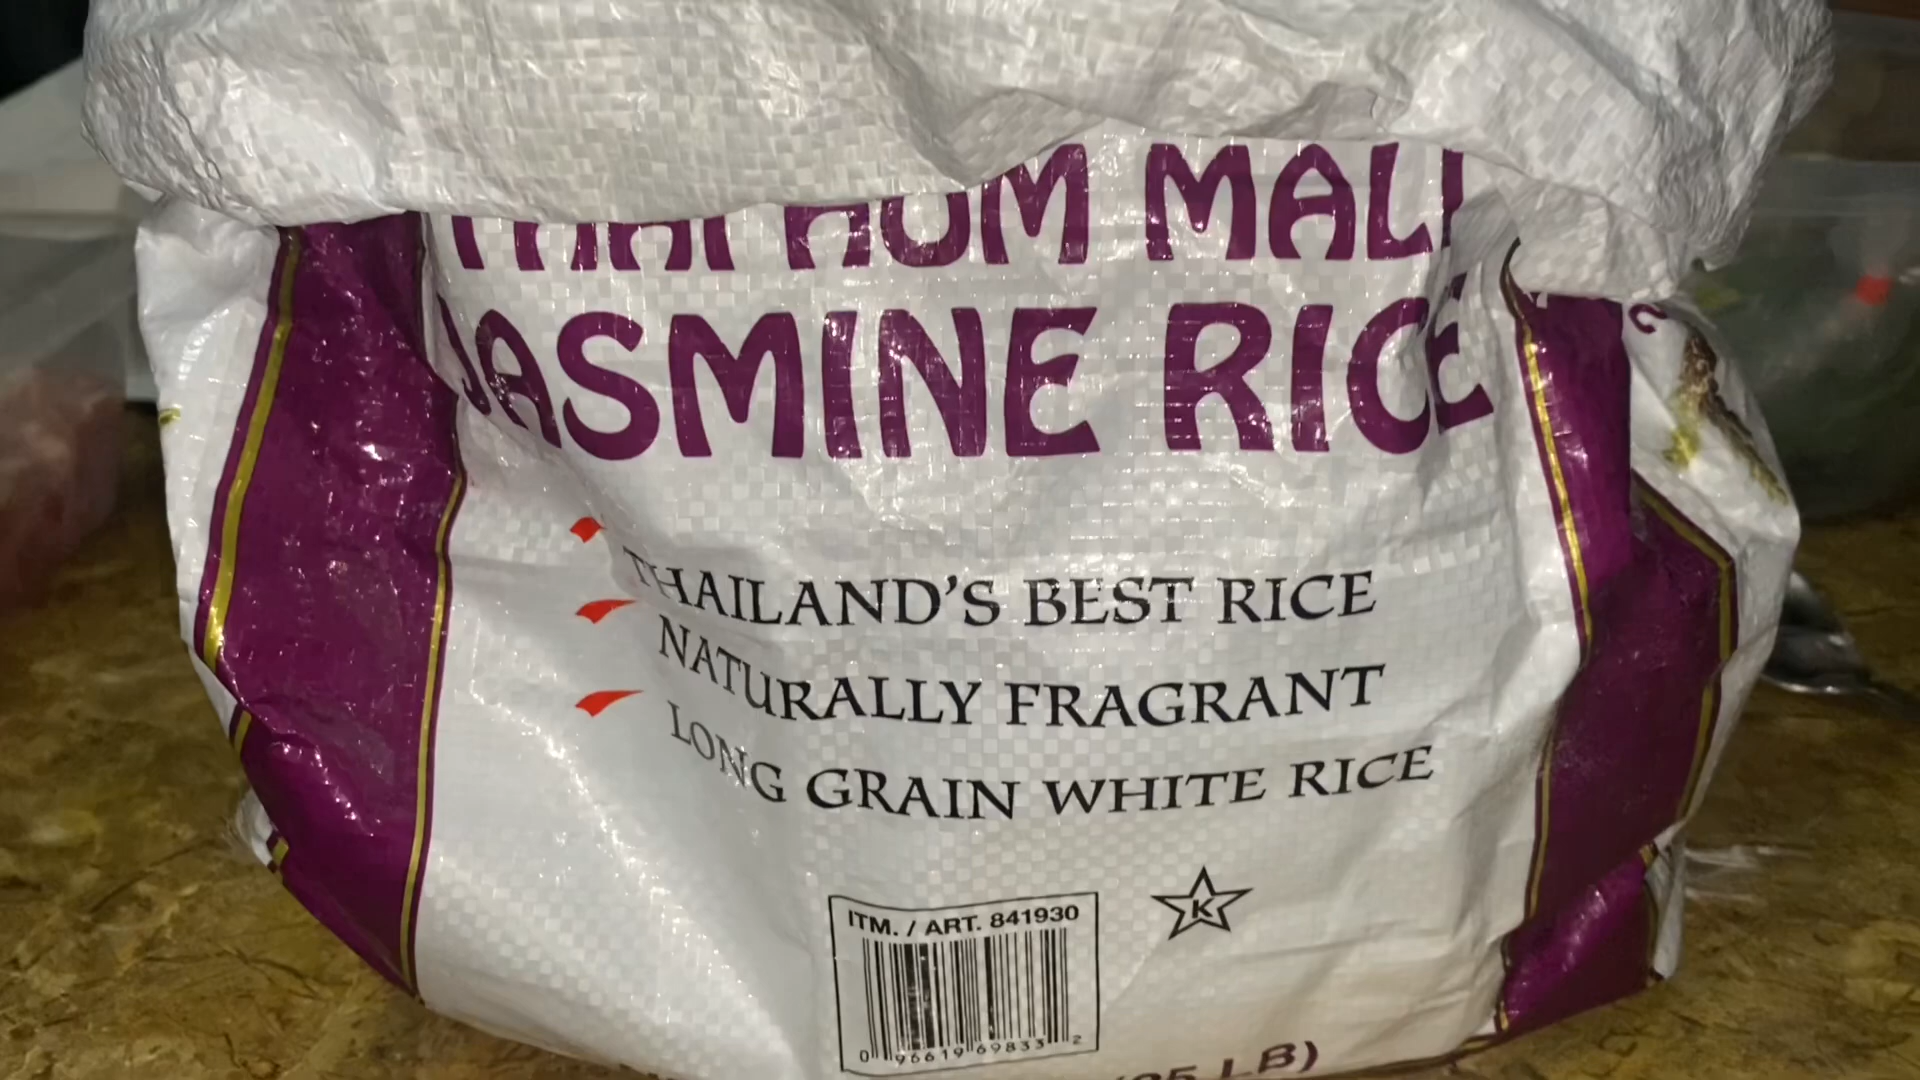 THAI HOM MALI
JASMINE RICE
THAILAND'S BEST RICE
NATURALLY FRAGRANT
LONG GRAIN WHITE RICE
K
ITM. / ART. 841930
0 96619 69833 2
LB)